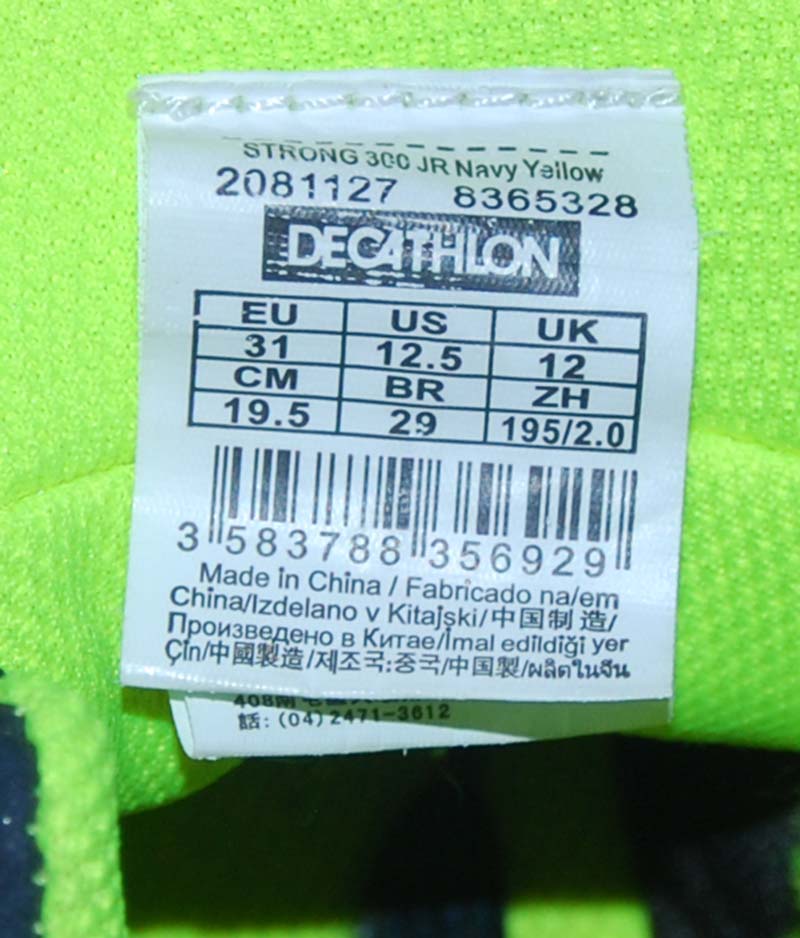 STRONG 300 JR Navy Yellow
2081127 8365328
DECATHLON
EU US UK
31 12.5 12
CM BR ZH
19.5 29 195/2.0
3 583788 356929
Made in China / Fabricado na/em
China/Izdelano v Kitajski/中国制造/
Произведено в Китае/İmal edildiği yer
Çin/中國製造/제조국:중국/中国製/ผลิตในจีน
話: (04) 2471-3612